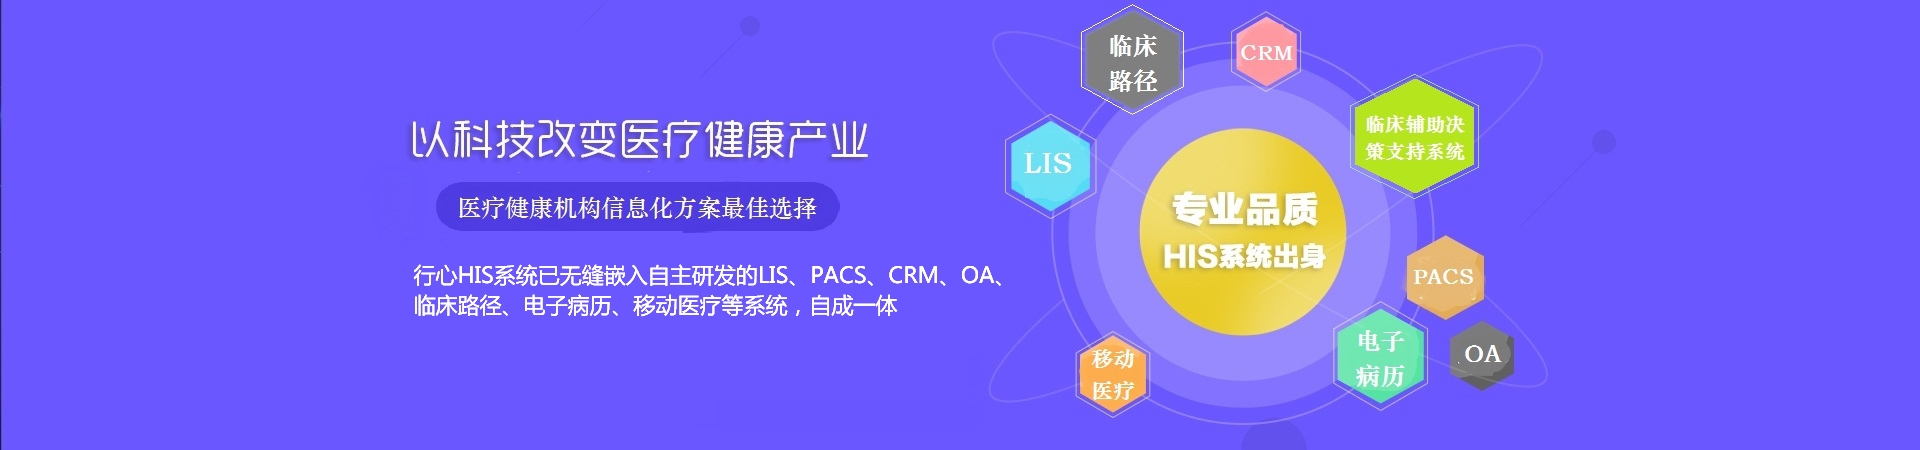 以科技改变医疗健康产业
医疗健康机构信息化方案最佳选择
行心HIS系统已无缝嵌入自主研发的LIS、PACS、CRM、OA、
临床路径、电子病历、移动医疗等系统，自成一体
临床
路径
CRM
LIS
临床辅助决
策支持系统
专业品质
HIS系统出身
PACS
电子
病历
OA
移动
医疗